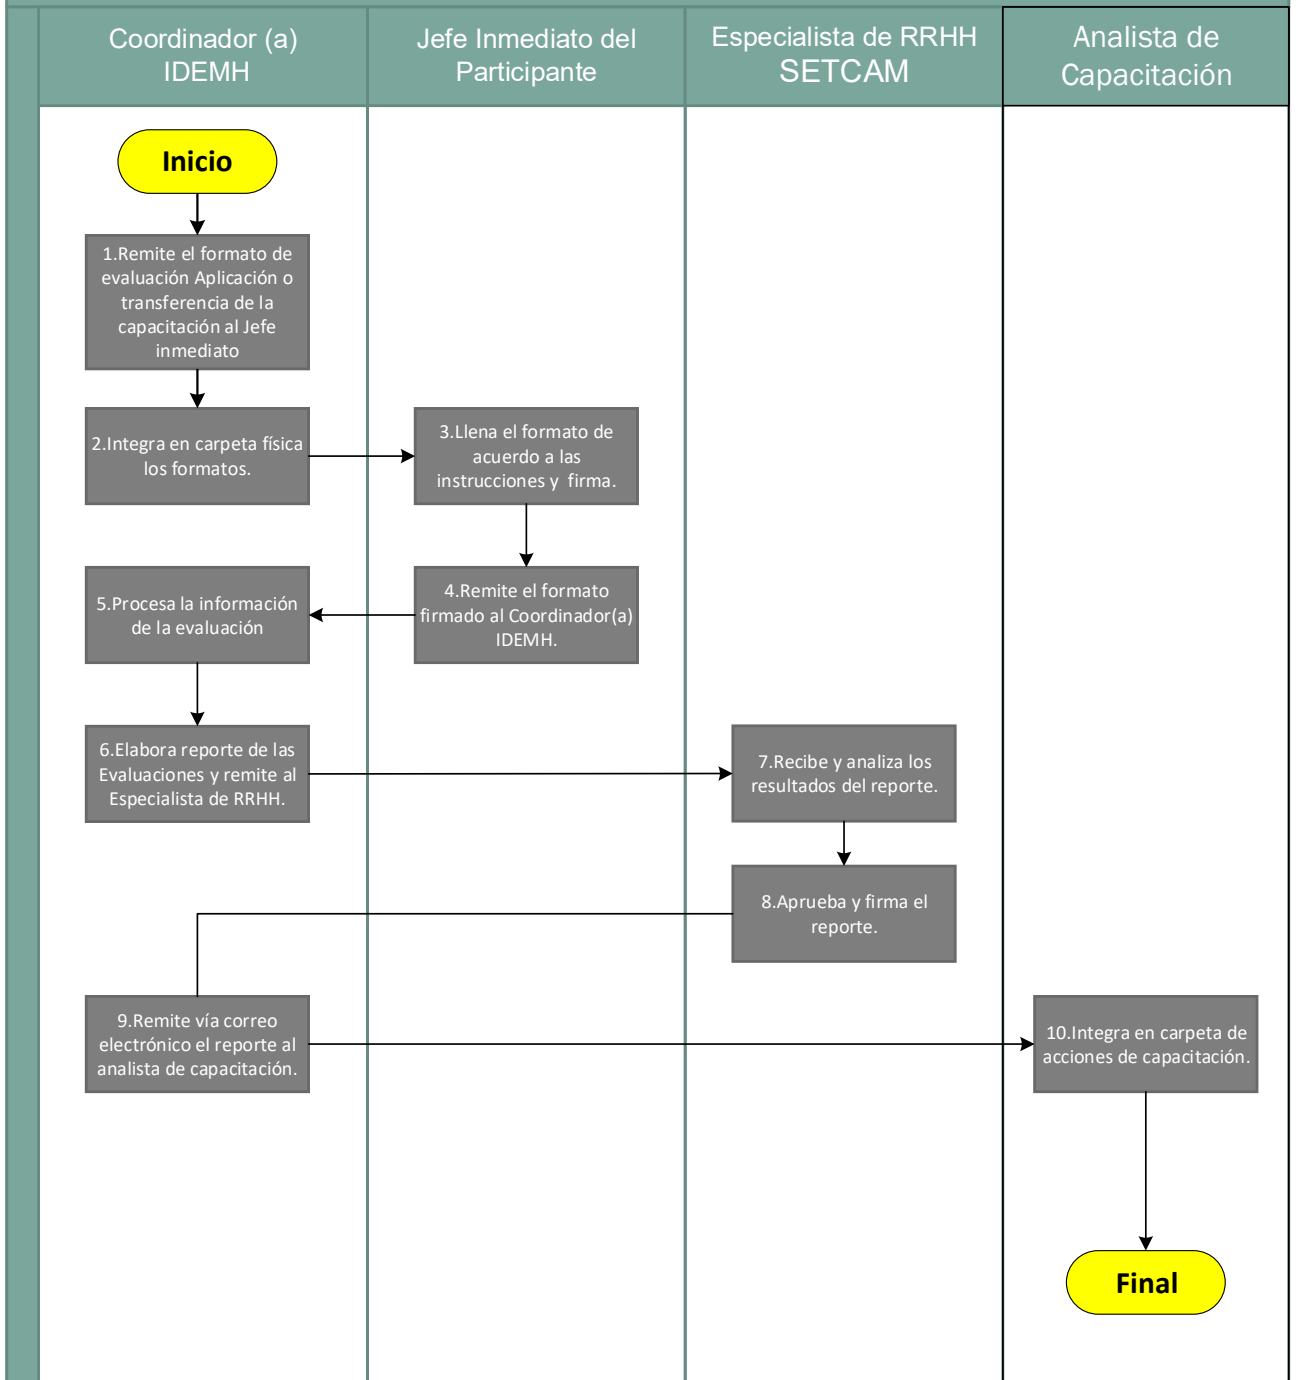 Coordinador (a)
IDEMH
Jefe Inmediato del
Participante
Especialista de RRHH
SETCAM
Analista de
Capacitación
Inicio
1.Remite el formato de
evaluación Aplicación o
transferencia de la
capacitación al Jefe
inmediato
2.Integra en carpeta física
los formatos.
3.Llena el formato de
acuerdo a las
instrucciones y  firma.
4.Remite el formato
firmado al Coordinador(a)
IDEMH.
5.Procesa la información
de la evaluación
6.Elabora reporte de las
Evaluaciones y remite al
Especialista de RRHH.
7.Recibe y analiza los
resultados del reporte.
8.Aprueba y firma el
reporte.
9.Remite vía correo
electrónico el reporte al
analista de capacitación.
10.Integra en carpeta de
acciones de capacitación.
Final